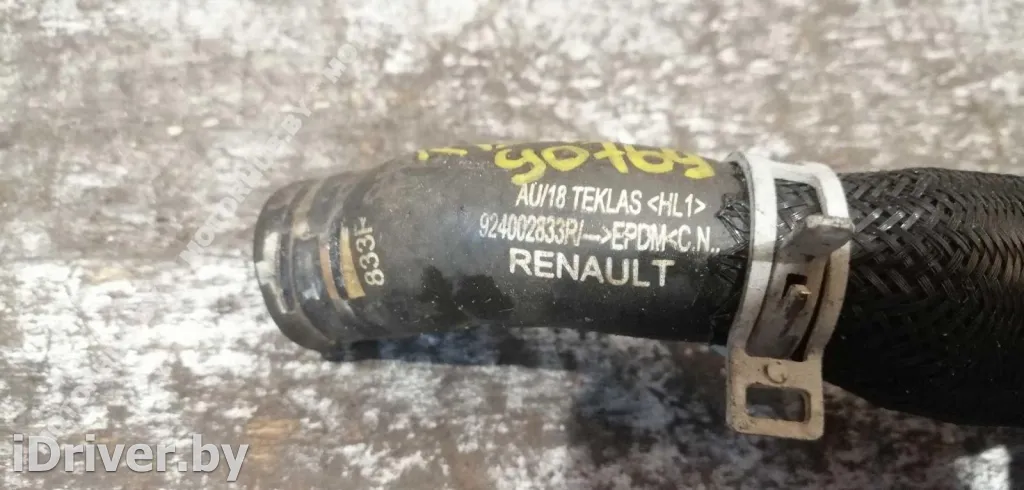 90769
AU/18 TEKLAS <HL1>
924002833R/-->EPDM<C.N..
RENAULT
833F
iDriver.by